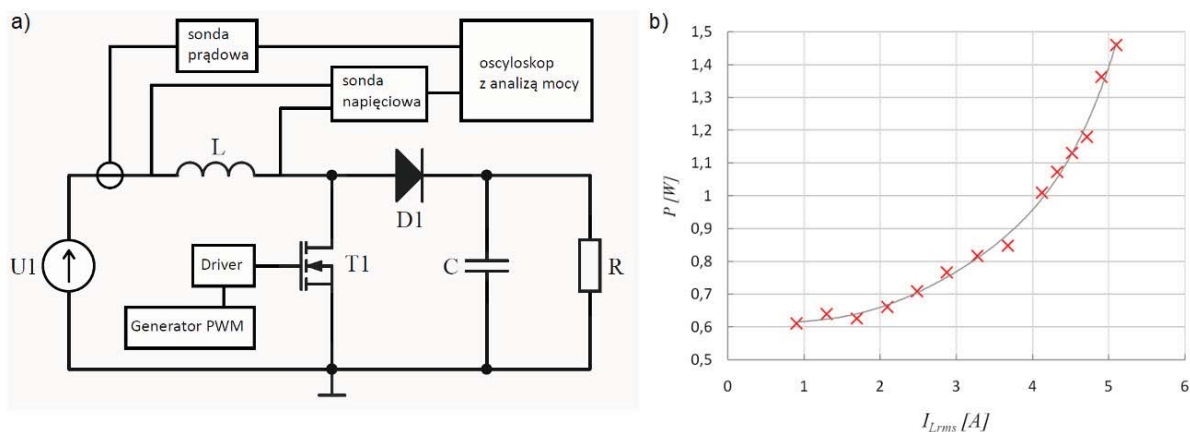 a)
sonda
prądowa
sonda
napięciowa
oscyloskop
z analizą mocy
L
D1
U1
Driver
T1
C
R
Generator PWM
b)
1,5
1,4
1,3
1,2
1,1
1
0,9
0,8
0,7
0,6
0,5
P [W]
0 1 2 3 4 5 6
I_Lrms [A]